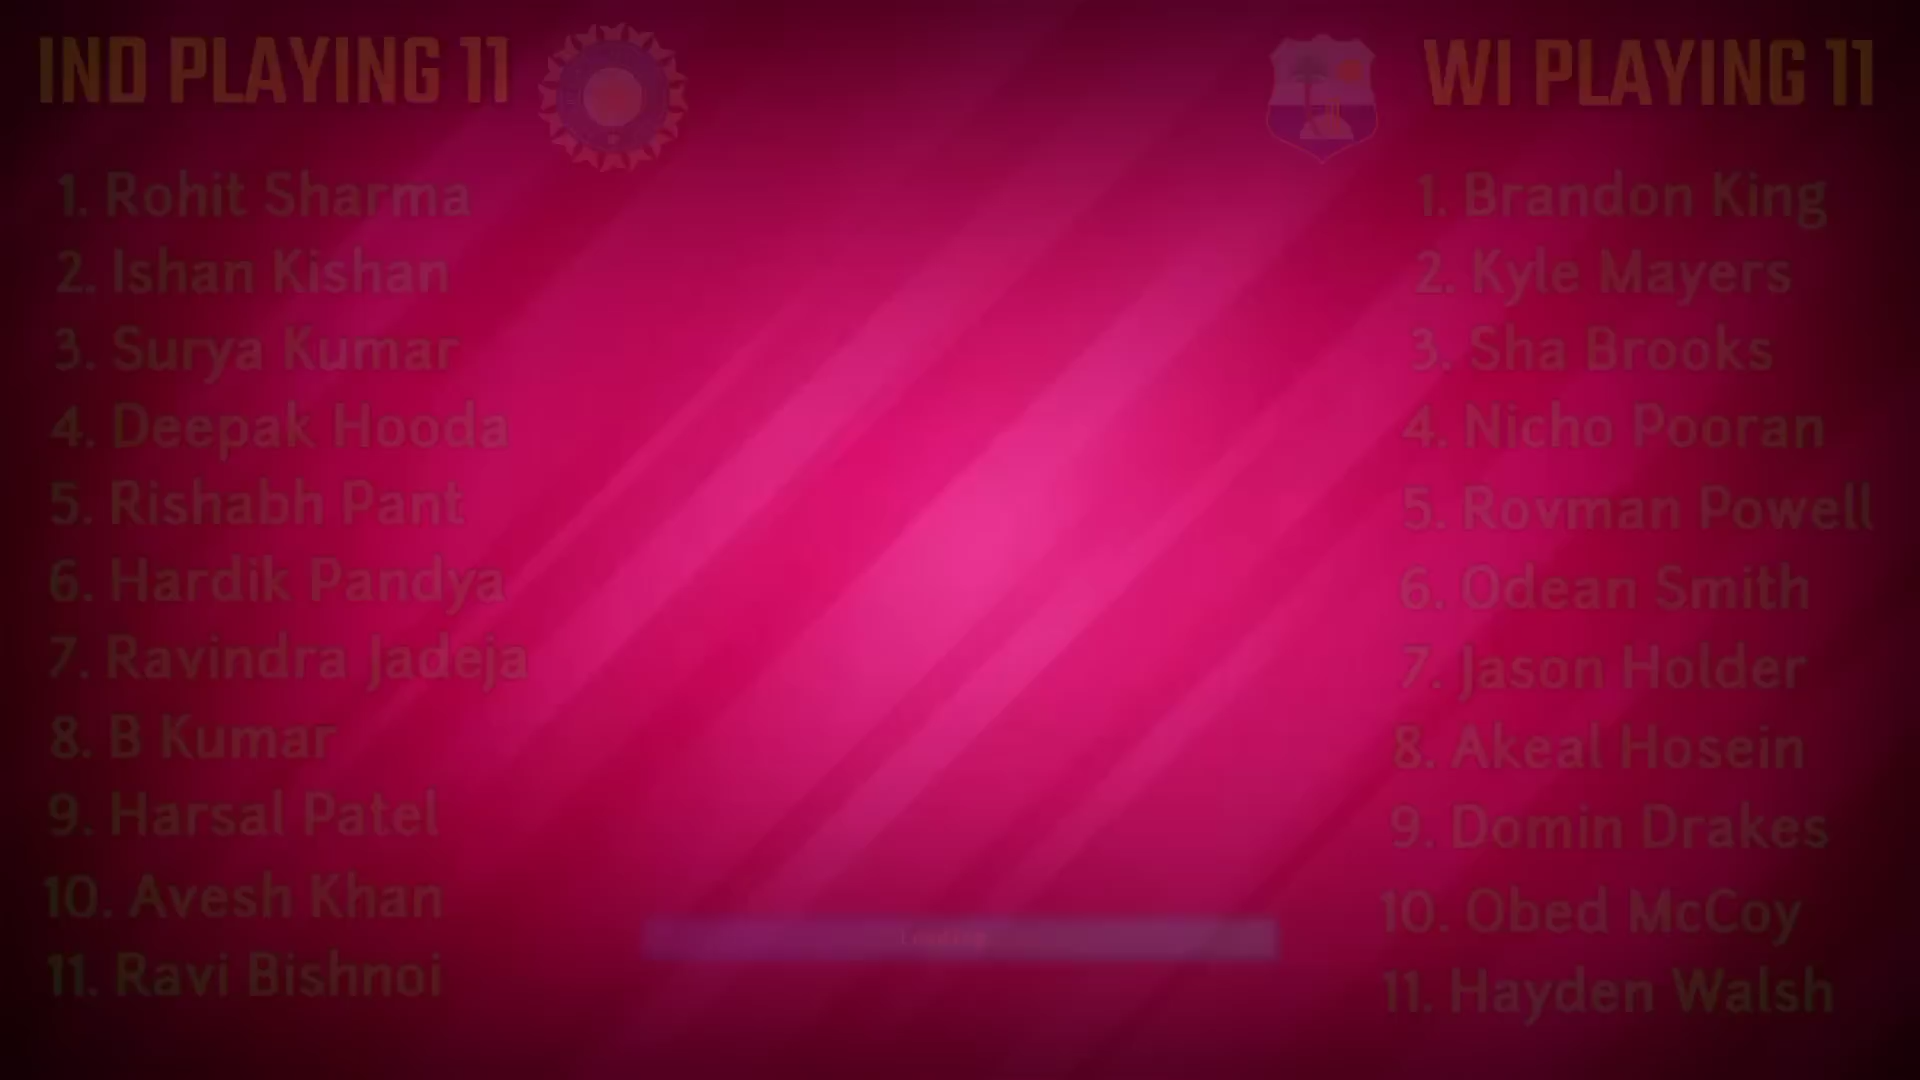 IND PLAYING 11
1. Rohit Sharma
2. Ishan Kishan
3. Surya Kumar
4. Deepak Hooda
5. Rishabh Pant
6. Hardik Pandya
7. Ravindra Jadeja
8. B Kumar
9. Harsal Patel
10. Avesh Khan
11. Ravi Bishnoi
WI PLAYING 11
1. Brandon King
2. Kyle Mayers
3. Sha Brooks
4. Nicho Pooran
5. Rovman Powell
6. Odean Smith
7. Jason Holder
8. Akeal Hosein
9. Domin Drakes
10. Obed McCoy
11. Hayden Walsh